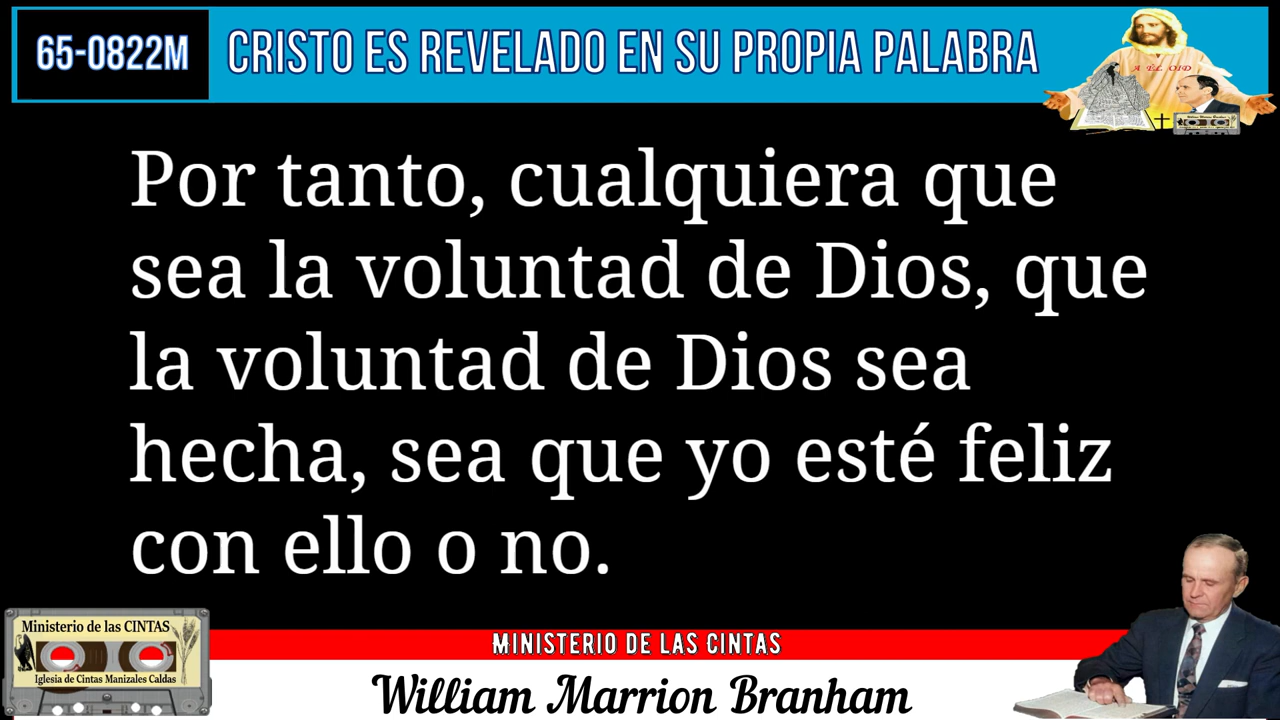 65-0822M
CRISTO ES REVELADO EN SU PROPIA PALABRA
A ÉL OID
Por tanto, cualquiera que
sea la voluntad de Dios, que
la voluntad de Dios sea
hecha, sea que yo esté feliz
con ello o no.
Ministerio de las CINTAS
Iglesia de Cintas Manizales Caldas
MINISTERIO DE LAS CINTAS
William Marrion Branham